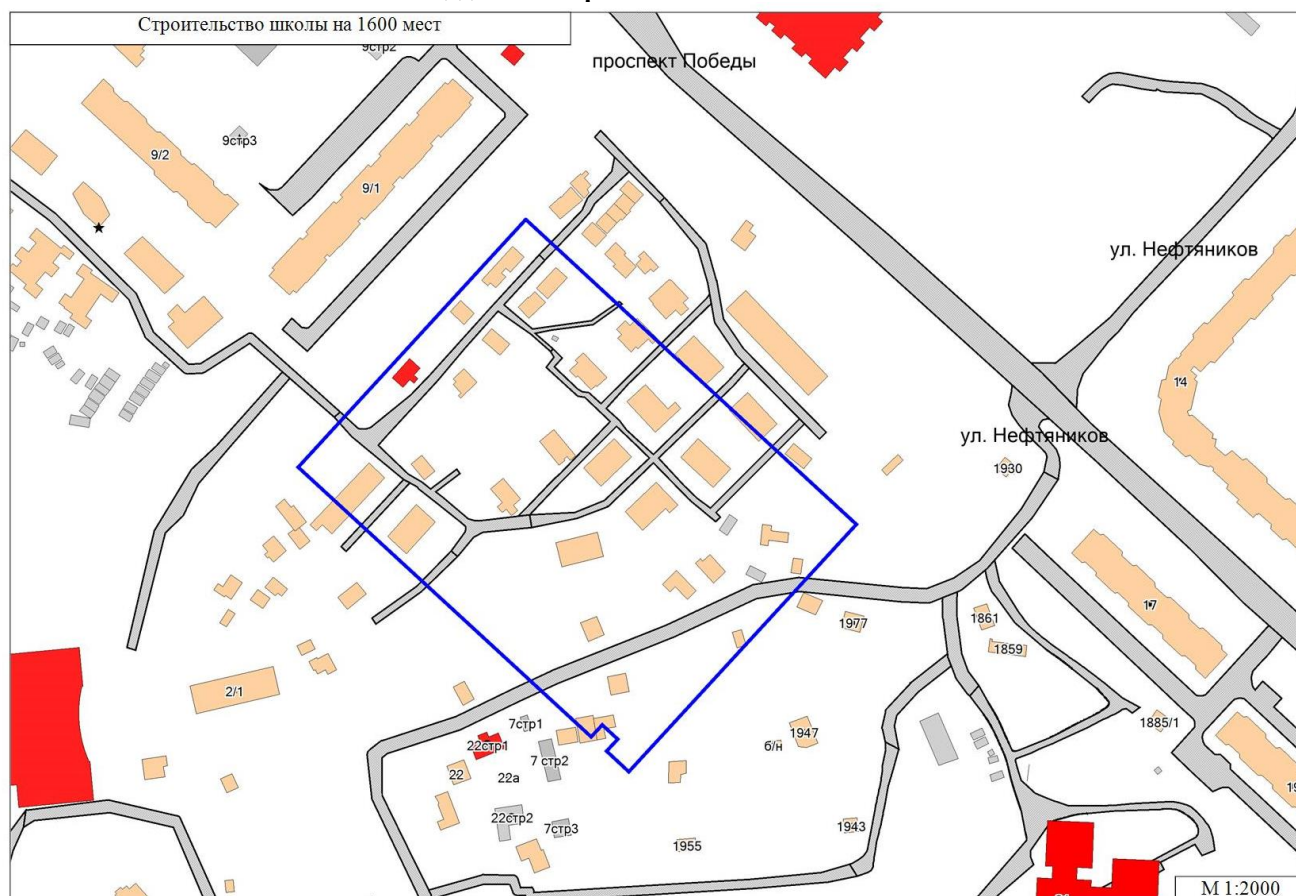 Строительство школы на 1600 мест
9стр2
проспект Победы
9стр3
9/2
9/1
ул. Нефтяников
14
ул. Нефтяников
1930
17
1977
1861
1859
2/1
7стр1
1885/1
22стр1
1947
б/н
7 стр2
22
22а
22стр2
7стр3
1943
1955
М 1:2000